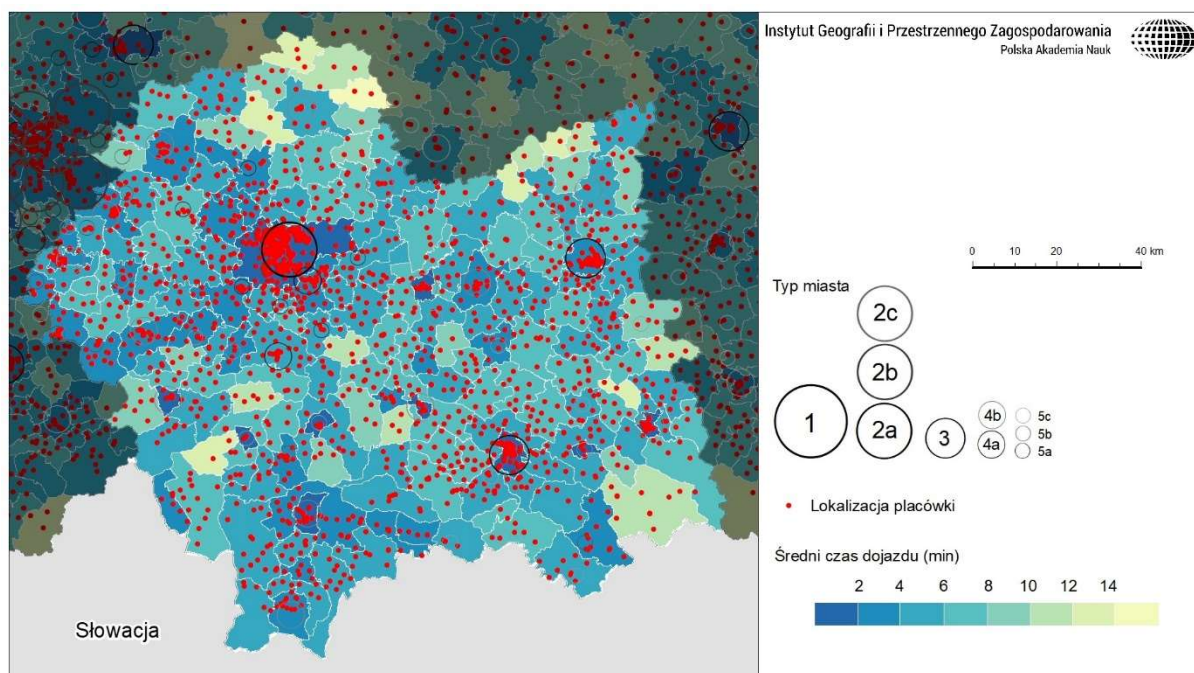 Instytut Geografii i Przestrzennego Zagospodarowania
Polska Akademia Nauk
0 10 20 40 km
Typ miasta
2c
2b
1
2a
3
4b
4a
5c
5b
5a
Lokalizacja placówki
Średni czas dojazdu (min)
2 4 6 8 10 12 14
Słowacja